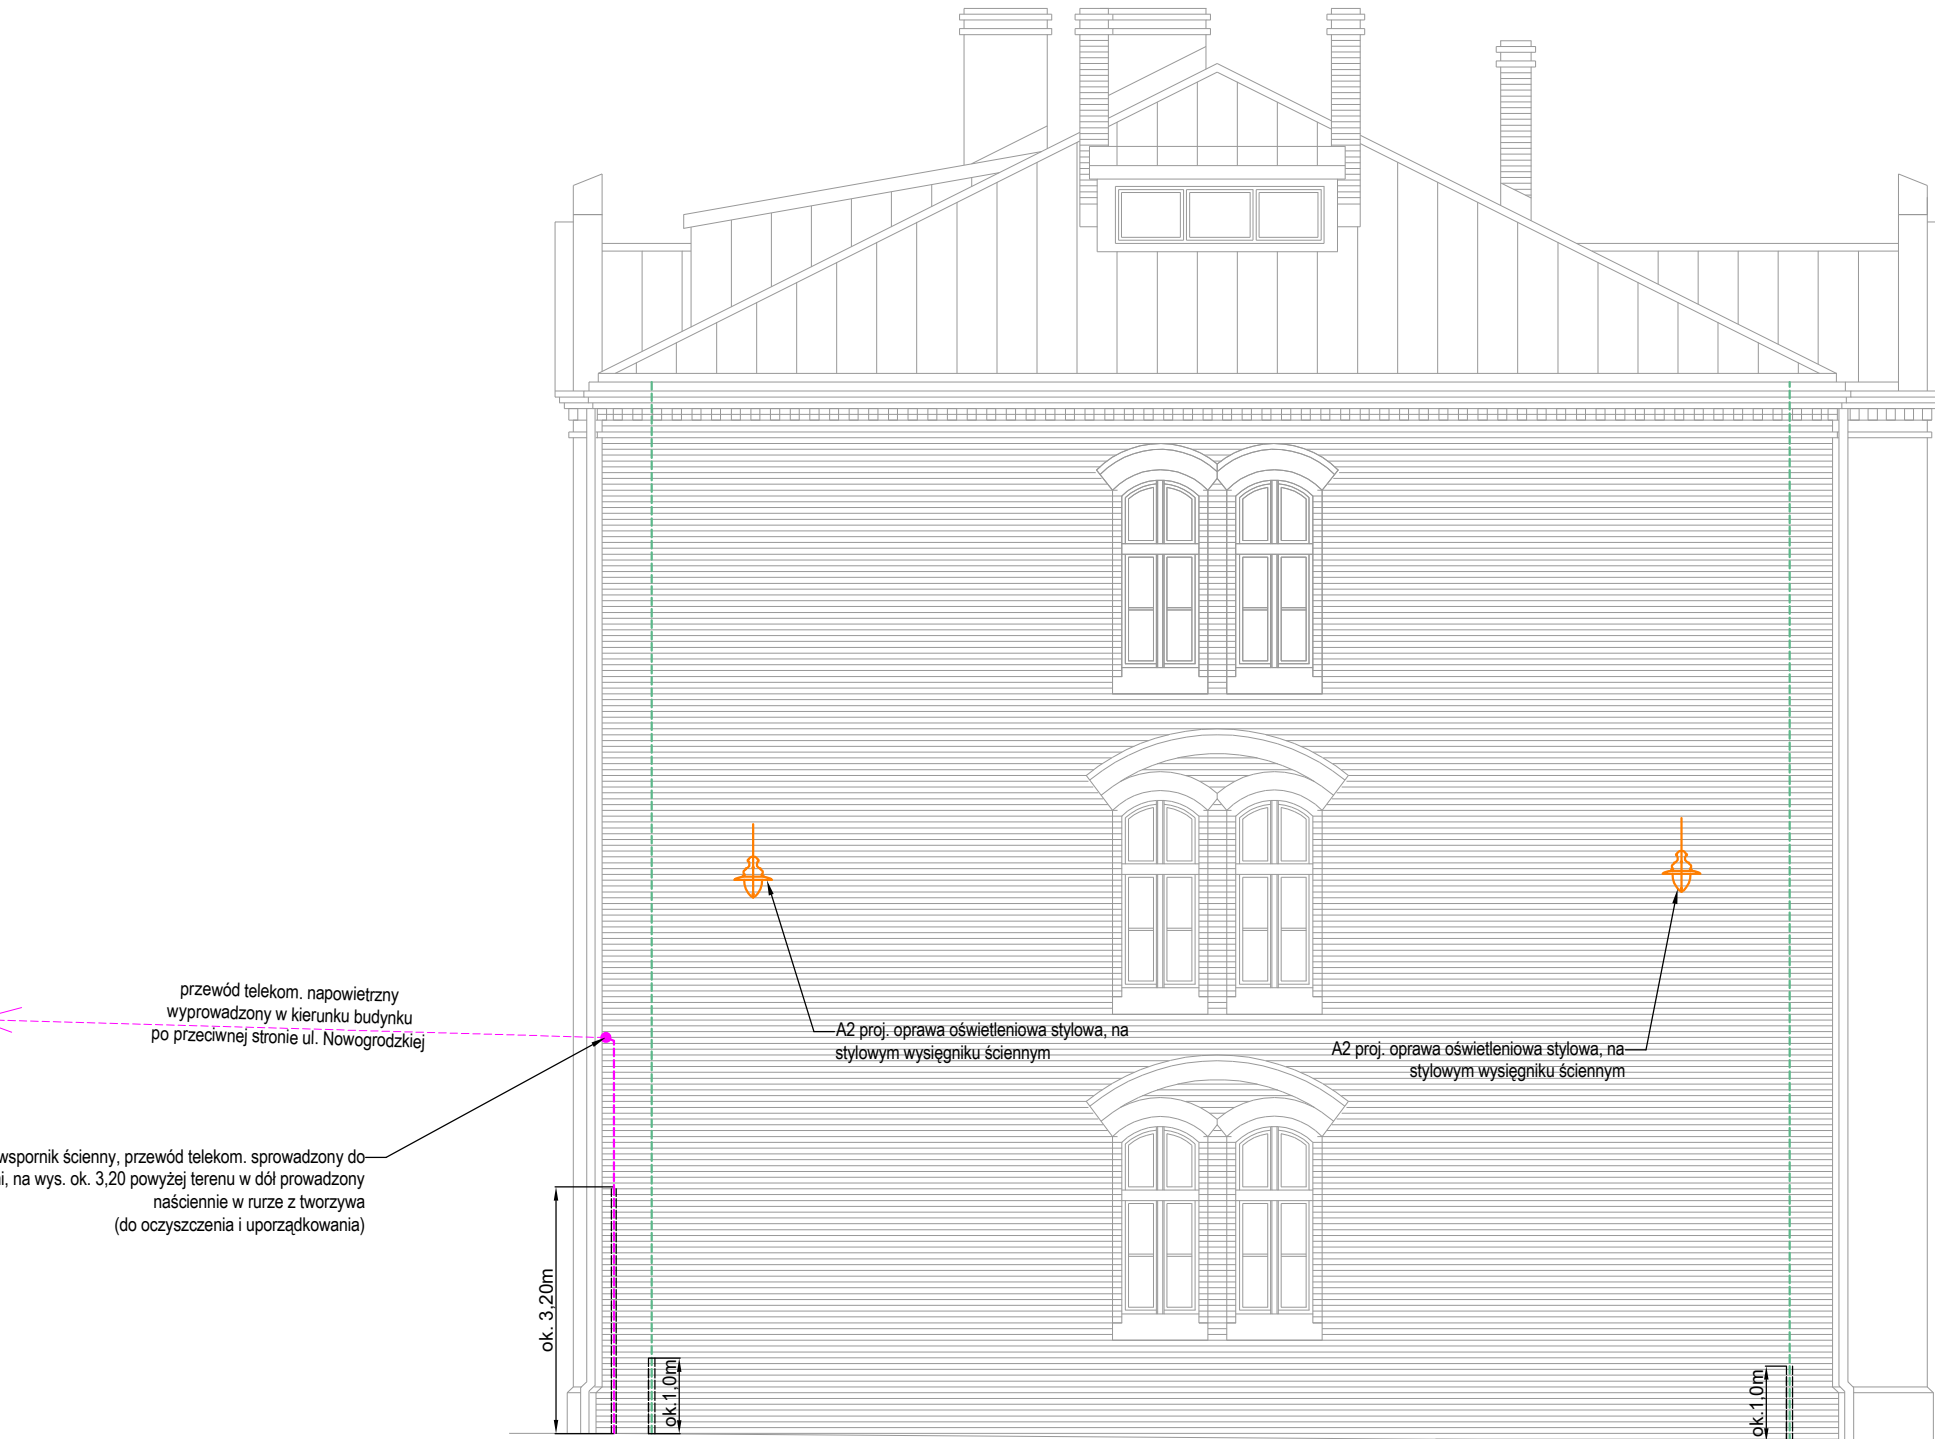 przewód telekom. napowietrzny
wyprowadzony w kierunku budynku
po przeciwnej stronie ul. Nowogrodzkiej
A2 proj. oprawa oświetleniowa stylowa, na
stylowym wysięgniku ściennym
A2 proj. oprawa oświetleniowa stylowa, na
stylowym wysięgniku ściennym
wspornik ścienny, przewód telekom. sprowadzony do
na wys. ok. 3,20 powyżej terenu w dół prowadzony
naściennie w rurze z tworzywa
(do oczyszczenia i uporządkowania)
ok. 3,20m
ok.1,0m
ok.1,0m